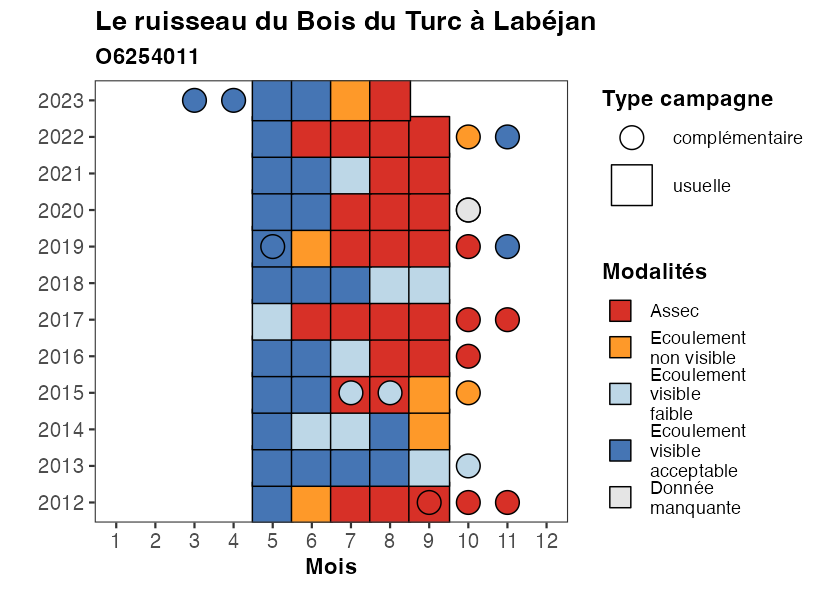 Le ruisseau du Bois du Turc à Labéjan
O6254011
2023
2022
2021
2020
2019
2018
2017
2016
2015
2014
2013
2012
1 2 3 4 5 6 7 8 9 10 11 12
Mois
Type campagne
complémentaire
usuelle
Modalités
Assec
Ecoulement
non visible
Ecoulement
visible
faible
Ecoulement
visible
acceptable
Donnée
manquante